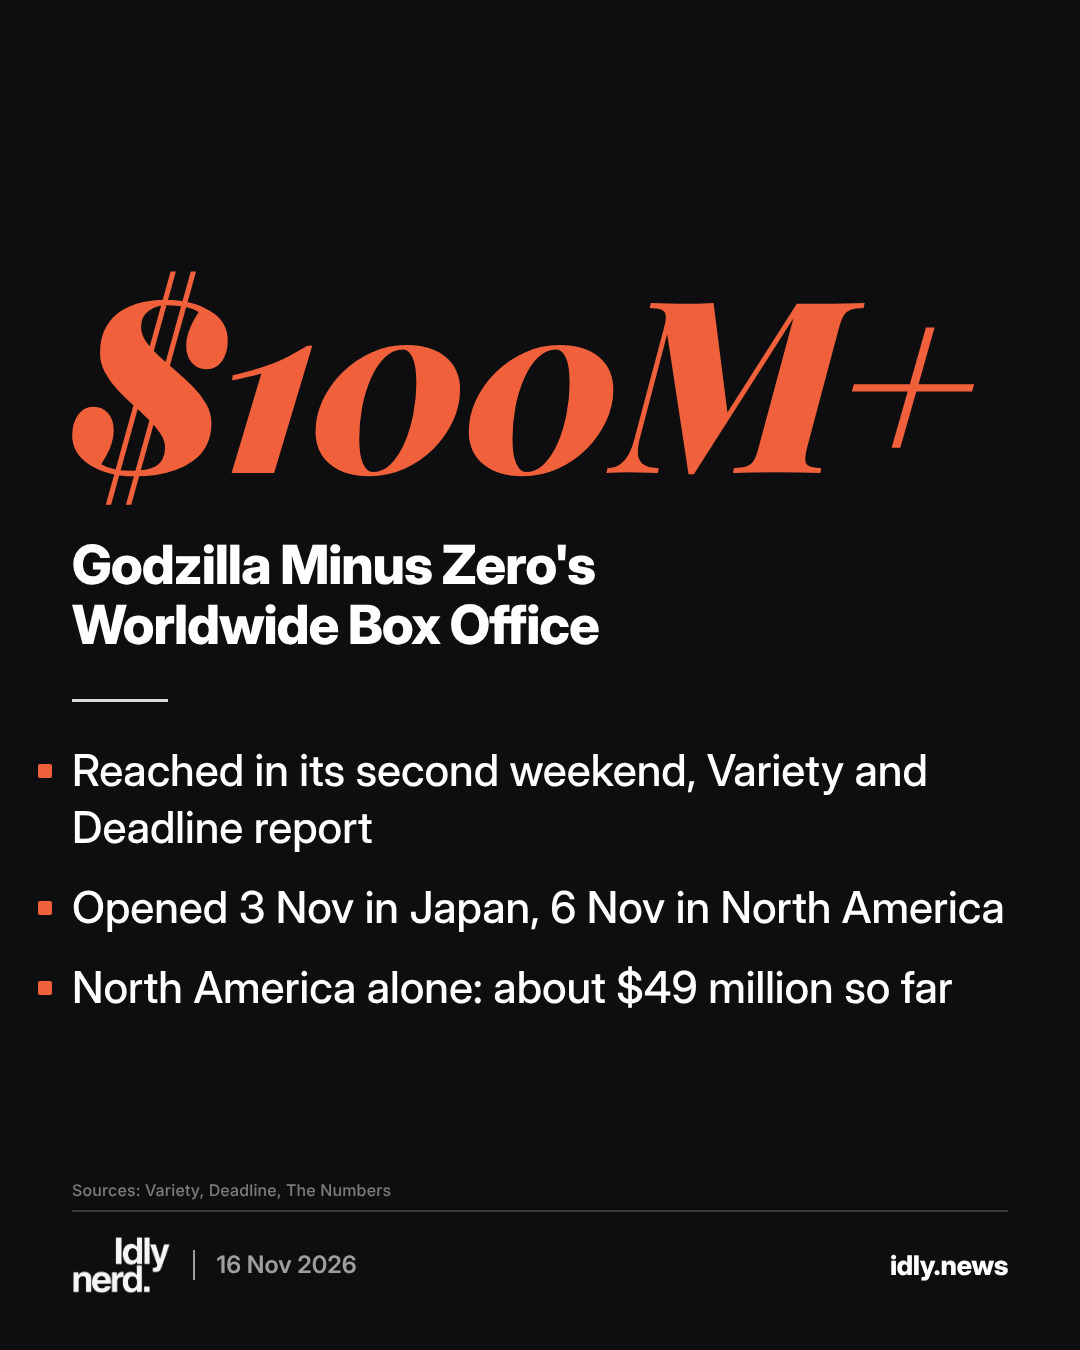 $100M+
Godzilla Minus Zero's
Worldwide Box Office
Reached in its second weekend, Variety and
Deadline report
Opened 3 Nov in Japan, 6 Nov in North America
North America alone: about $49 million so far
Sources: Variety, Deadline, The Numbers
Idly
nerd.
16 Nov 2026
idly.news